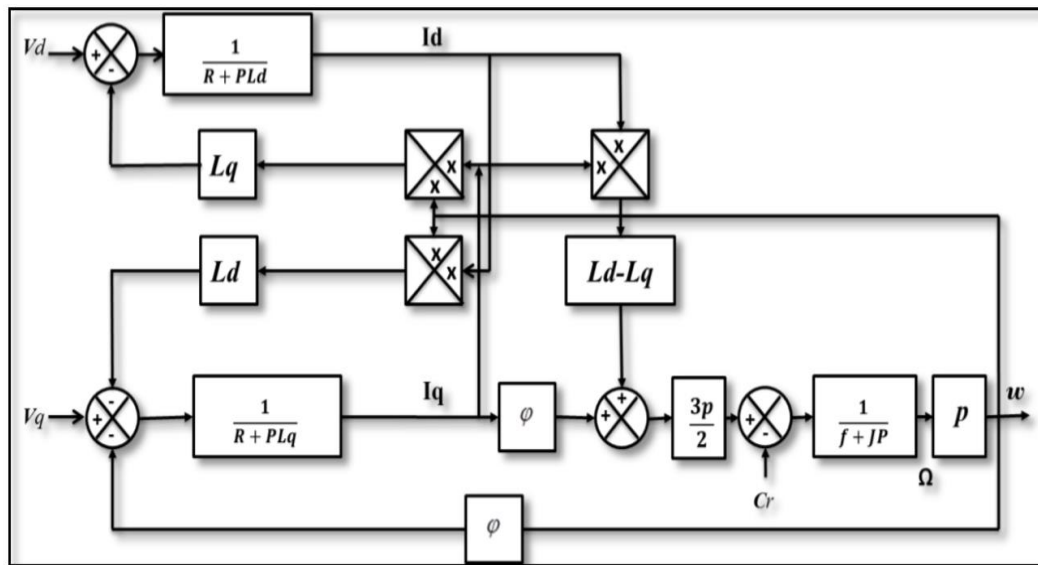 Vd
+
-
1
R + PLd
Id
Lq
X
X
X
X
Ld
X
X
Ld-Lq
Vq
-
+
-
1
R + PLq
Iq
φ
+
+
3p
2
+
-
Cr
1
f + JP
Ω
p
w
φ